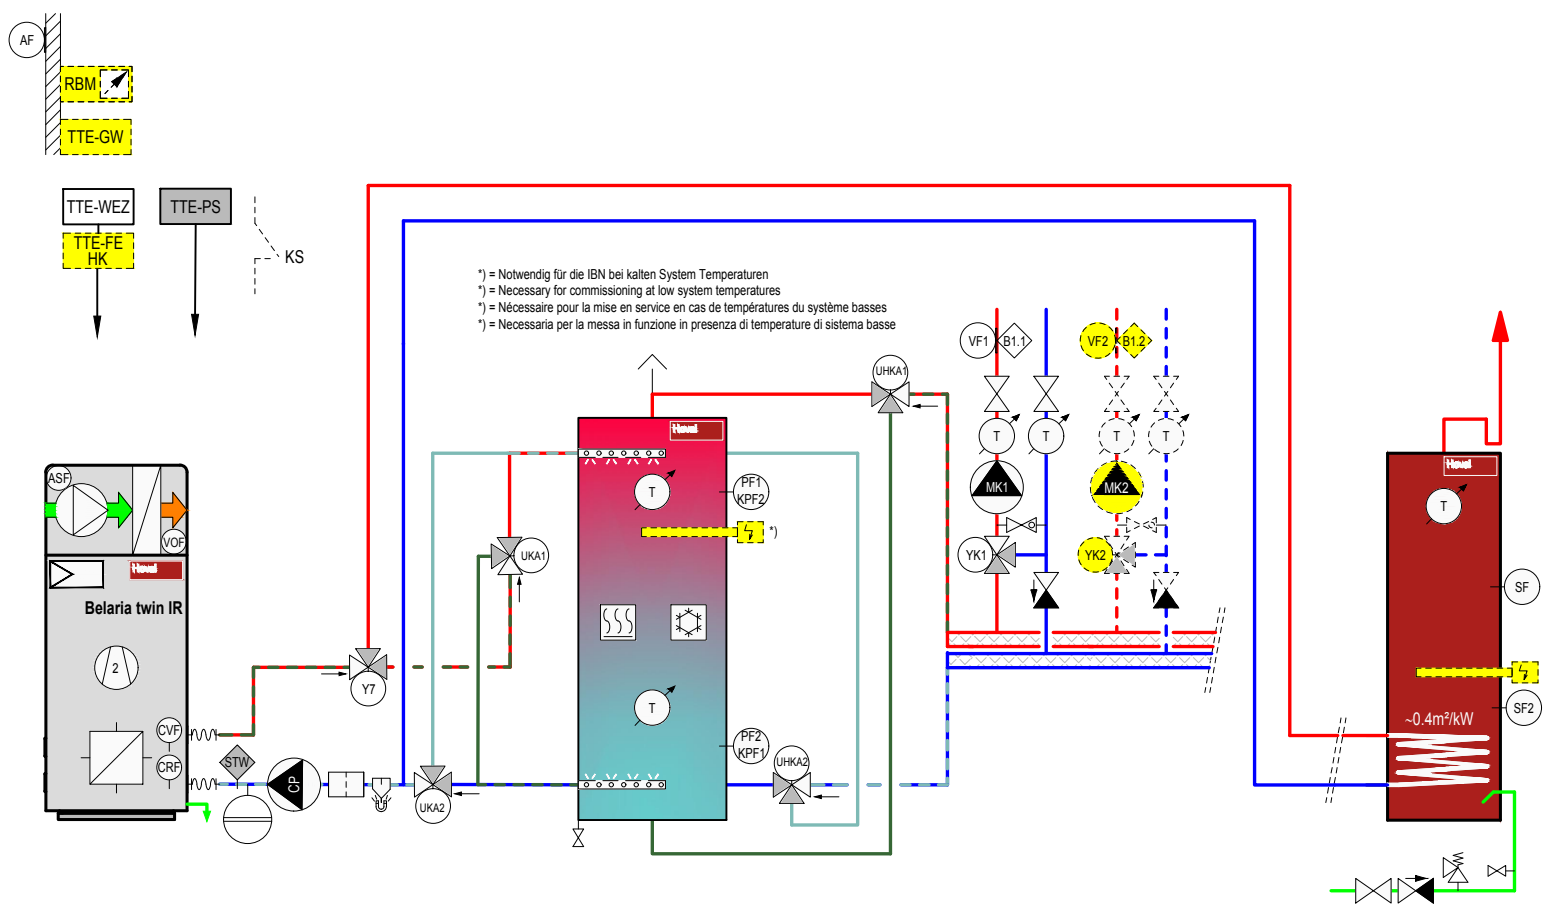 AF
RBM
TTE-GW
TTE-WEZ
TTE-PS
TTE-FE
HK
KS
*) = Notwendig für die IBN bei kalten System Temperaturen
*) = Necessary for commissioning at low system temperatures
*) = Nécessaire pour la mise en service en cas de températures du système basses
*) = Necessaria per la messa in funzione in presenza di temperature di sistema basse
VF1
B1.1
VF2
B1.2
UHKA1
T
T
T
T
MK1
MK2
YK1
YK2
Hoval
T
PF1
KPF2
*)
UKA1
T
PF2
KPF1
UHKA2
UKA2
Y7
ASF
VOF
Hoval
Belaria twin IR
2
CVF
CRF
STW
CP
Hoval
T
SF
SF2
~0.4m²/kW